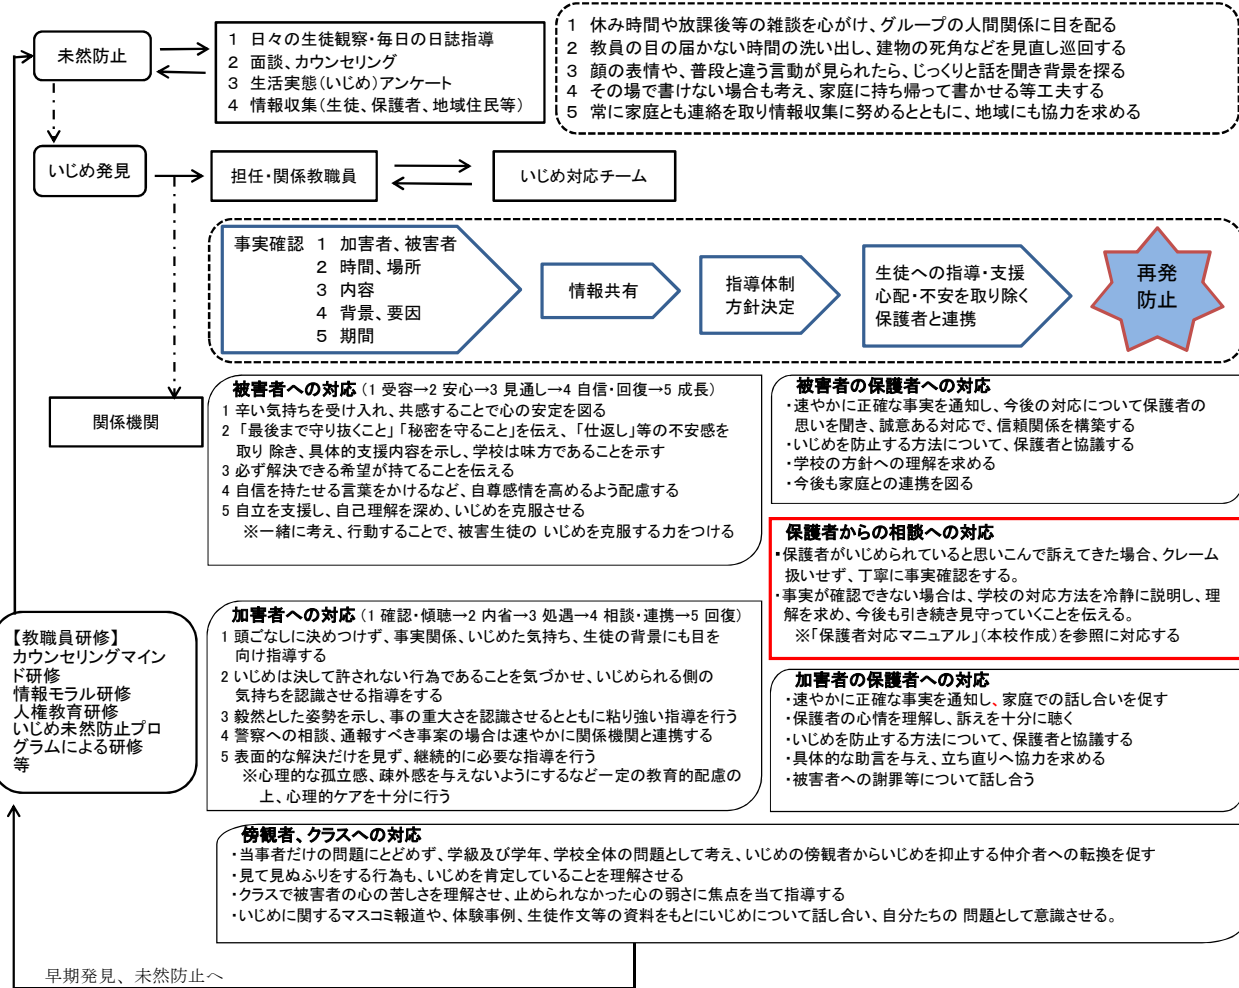 未然防止
1 日々の生徒観察・毎日の日誌指導
2 面談、カウンセリング
3 生活実態(いじめ)アンケート
4 情報収集(生徒、保護者、地域住民等)
1 休み時間や放課後等の雑談を心がけ、グループの人間関係に目を配る
2 教員の目の届かない時間の洗い出し、建物の死角などを見直し巡回する
3 顔の表情や、普段と違う言動が見られたら、じっくりと話を聞き背景を探る
4 その場で書けない場合も考え、家庭に持ち帰って書かせる等工夫する
5 常に家庭とも連絡を取り情報収集に努めるとともに、地域にも協力を求める
いじめ発見
担任・関係教職員
いじめ対応チーム
事実確認 1 加害者、被害者
2 時間、場所
3 内容
4 背景、要因
5 期間
情報共有
指導体制
方針決定
生徒への指導・支援
心配・不安を取り除く
保護者と連携
再発
防止
関係機関
被害者への対応(1 受容→2 安心→3 見通し→4 自信・回復→5 成長)
1 辛い気持ちを受け入れ、共感することで心の安定を図る
2 「最後まで守り抜くこと」「秘密を守ること」を伝え、「仕返し」等の不安感を
取り 除き、具体的支援内容を示し、学校は味方であることを示す
3 必ず解決できる希望が持てることを伝える
4 自信を持たせる言葉をかけるなど、自尊感情を高めるよう配慮する
5 自立を支援し、自己理解を深め、いじめを克服させる
※一緒に考え、行動することで、被害生徒の いじめを克服する力をつける
被害者の保護者への対応
・速やかに正確な事実を通知し、今後の対応について保護者の
思いを聞き、誠意ある対応で、信頼関係を構築する
・いじめを防止する方法について、保護者と協議する
・学校の方針への理解を求める
・今後も家庭との連携を図る
保護者からの相談への対応
・保護者がいじめられていると思いこんで訴えてきた場合、クレーム
扱いせず、丁寧に事実確認をする。
・事実が確認できない場合は、学校の対応方法を冷静に説明し、理
解を求め、今後も引き続き見守っていくことを伝える。
※「保護者対応マニュアル」(本校作成)を参照に対応する
加害者への対応(1 確認・傾聴→2 内省→3 処遇→4 相談・連携→5 回復)
1 頭ごなしに決めつけず、事実関係、いじめた気持ち、生徒の背景にも目を
向け指導する
2 いじめは決して許されない行為であることを気づかせ、いじめられる側の
気持ちを認識させる指導をする
3 毅然とした姿勢を示し、事の重大さを認識させるとともに粘り強い指導を行う
4 警察への相談、通報すべき事案の場合は速やかに関係機関と連携する
5 表面的な解決だけを見ず、継続的に必要な指導を行う
※心理的な孤立感、疎外感を与えないようにするなど一定の教育的配慮の
上、心理的ケアを十分に行う
加害者の保護者への対応
・速やかに正確な事実を通知し、家庭での話し合いを促す
・保護者の心情を理解し、訴えを十分に聴く
・いじめを防止する方法について、保護者と協議する
・具体的な助言を与え、立ち直りへ協力を求める
・被害者への謝罪等について話し合う
【教職員研修】
カウンセリングマイン
ド研修
情報モラル研修
人権教育研修
いじめ未然防止プロ
グラムによる研修
等
傍観者、クラスへの対応
・当事者だけの問題にとどめず、学級及び学年、学校全体の問題として考え、いじめの傍観者からいじめを抑止する仲介者への転換を促す
・見て見ぬふりをする行為も、いじめを肯定していることを理解させる
・クラスで被害者の心の苦しさを理解させ、止められなかった心の弱さに焦点を当て指導する
・いじめに関するマスコミ報道や、体験事例、生徒作文等の資料をもとにいじめについて話し合い、自分たちの 問題として意識させる。
早期発見、未然防止へ